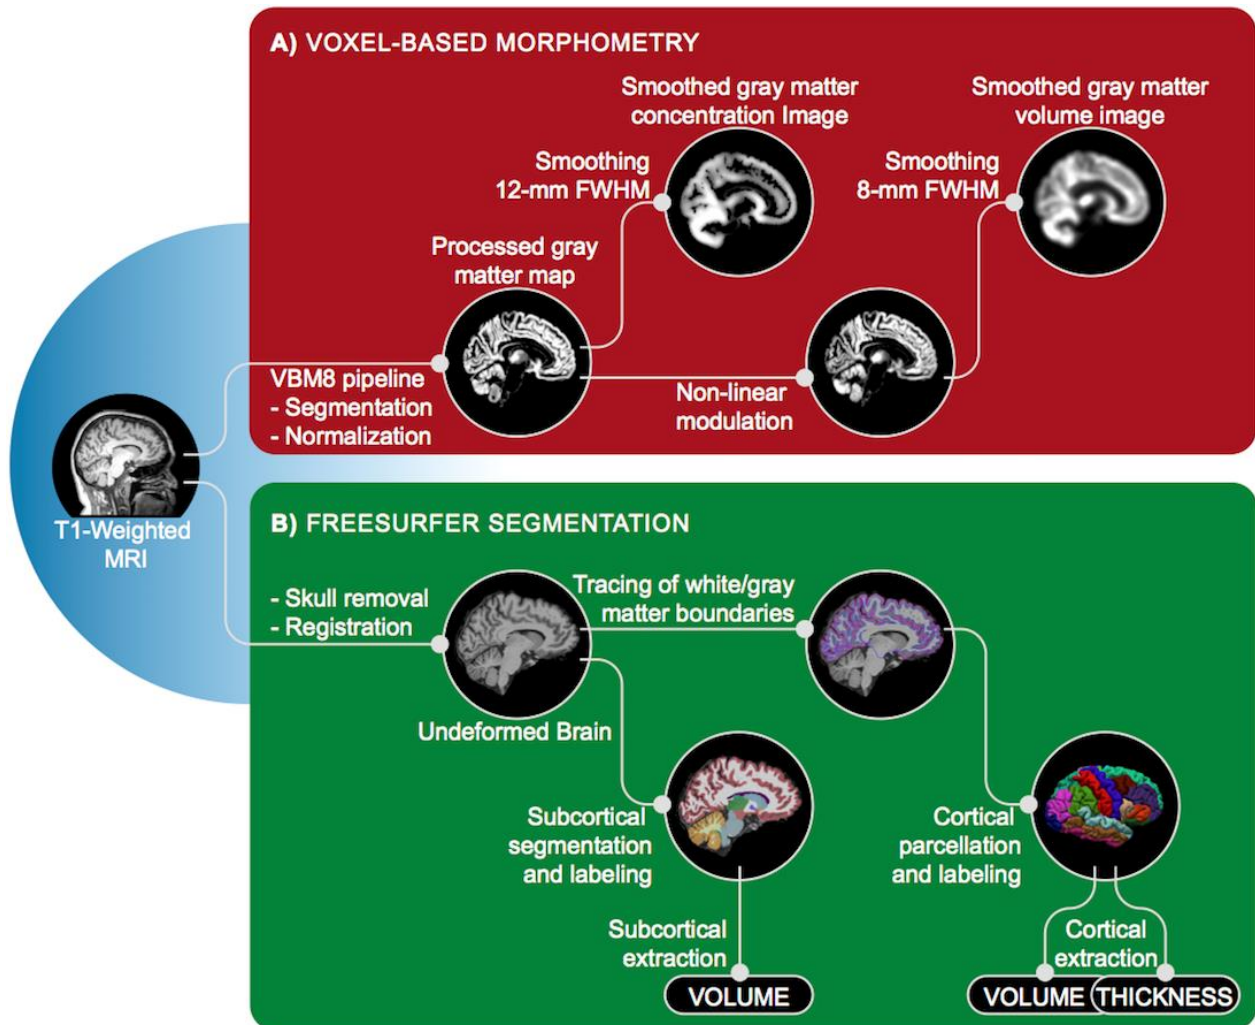 A) VOXEL-BASED MORPHOMETRY
Smoothed gray matter
concentration Image
Smoothed gray matter
volume image
Smoothing
12-mm FWHM
Smoothing
8-mm FWHM
Processed gray
matter map
VBM8 pipeline
- Segmentation
- Normalization
Non-linear
modulation
T1-Weighted
MRI
B) FREESURFER SEGMENTATION
- Skull removal
- Registration
Tracing of white/gray
matter boundaries
Undeformed Brain
Subcortical
segmentation
and labeling
Cortical
parcellation
and labeling
Subcortical
extraction
Cortical
extraction
VOLUME
VOLUME
THICKNESS